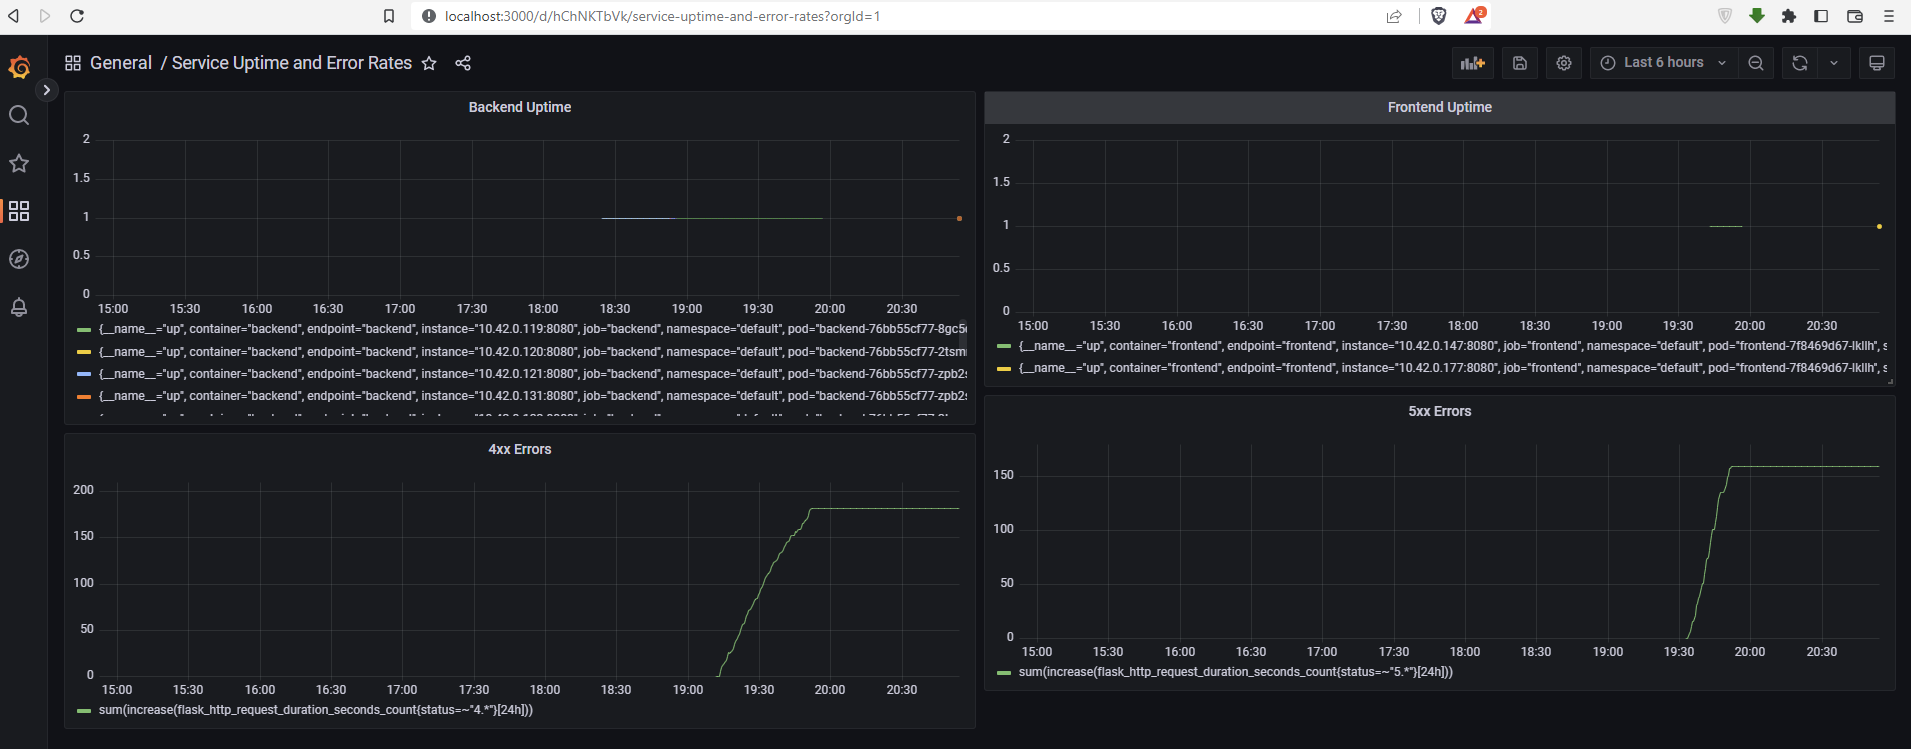 localhost:3000/d/hChNKTbVk/service-uptime-and-error-rates?orgId=1
2
General / Service Uptime and Error Rates
Last 6 hours
Backend Uptime
2
1.5
1
0.5
0
15:00 15:30 16:00 16:30 17:00 17:30 18:00 18:30 19:00 19:30 20:00 20:30
{__name__="up", container="backend", endpoint="backend", instance="10.42.0.119:8080", job="backend", namespace="default", pod="backend-76bb55cf77-8gc5
{__name__="up", container="backend", endpoint="backend", instance="10.42.0.120:8080", job="backend", namespace="default", pod="backend-76bb55cf77-2tsm
{__name__="up", container="backend", endpoint="backend", instance="10.42.0.121:8080", job="backend", namespace="default", pod="backend-76bb55cf77-zpb2s
{__name__="up", container="backend", endpoint="backend", instance="10.42.0.131:8080", job="backend", namespace="default", pod="backend-76bb55cf77-zpb2s
Frontend Uptime
2
1.5
1
0.5
0
15:00 15:30 16:00 16:30 17:00 17:30 18:00 18:30 19:00 19:30 20:00 20:30
{__name__="up", container="frontend", endpoint="frontend", instance="10.42.0.147:8080", job="frontend", namespace="default", pod="frontend-7f8469d67-lkllh", s
{__name__="up", container="frontend", endpoint="frontend", instance="10.42.0.177:8080", job="frontend", namespace="default", pod="frontend-7f8469d67-lkllh", s
4xx Errors
200
150
100
50
0
15:00 15:30 16:00 16:30 17:00 17:30 18:00 18:30 19:00 19:30 20:00 20:30
sum(increase(flask_http_request_duration_seconds_count{status=~"4.*"}[24h]))
5xx Errors
150
100
50
0
15:00 15:30 16:00 16:30 17:00 17:30 18:00 18:30 19:00 19:30 20:00 20:30
sum(increase(flask_http_request_duration_seconds_count{status=~"5.*"}[24h]))